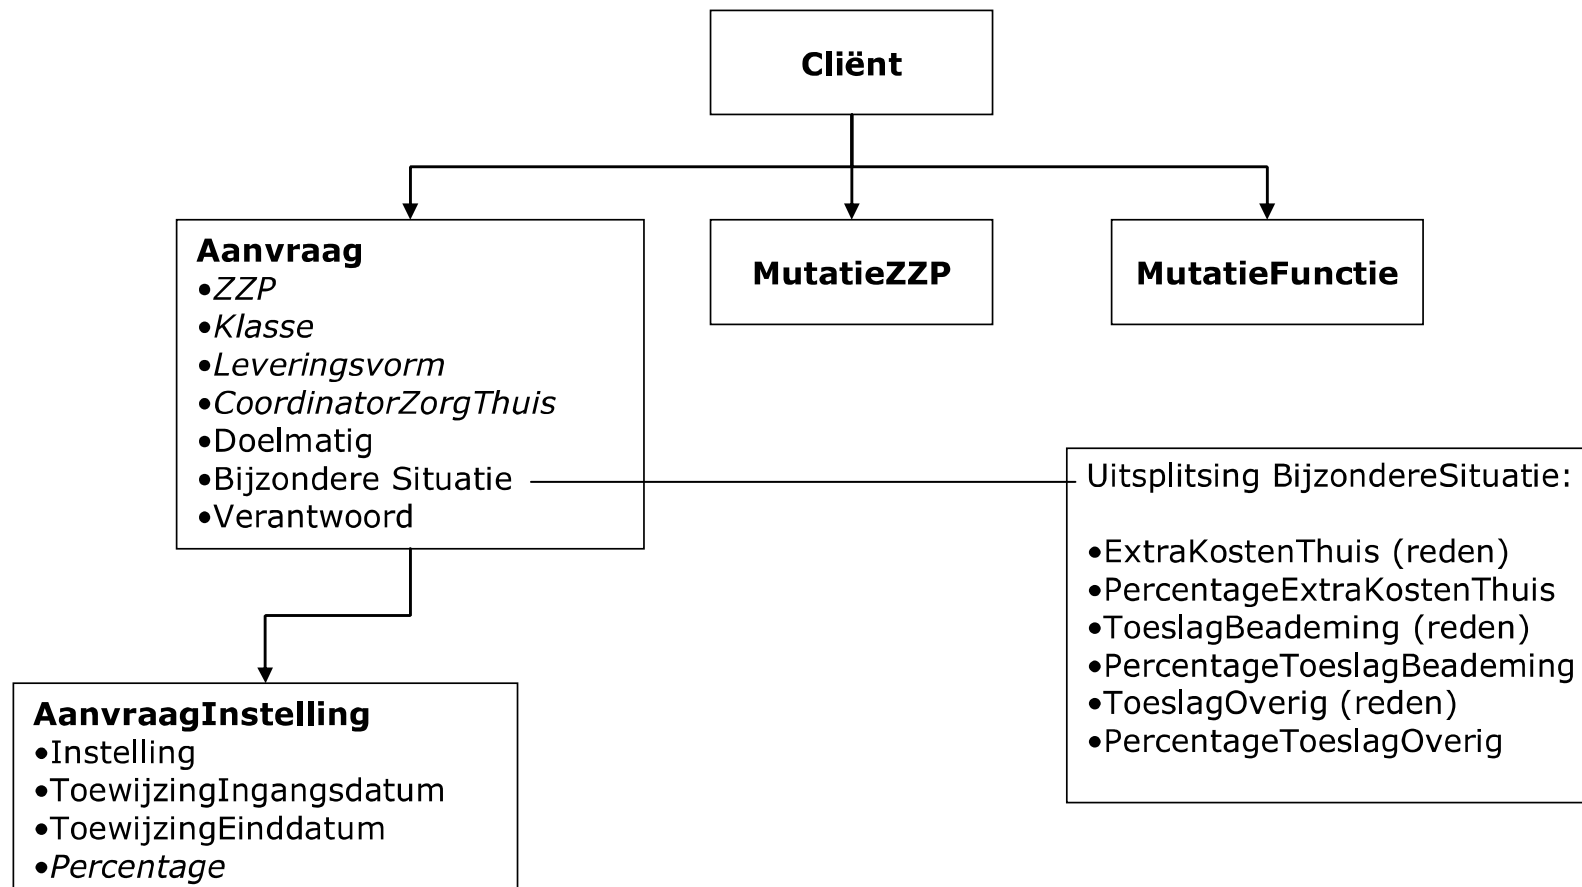 Cliënt
Aanvraag
•ZZP
•Klasse
•Leveringsvorm
•CoordinatorZorgThuis
•Doelmatig
•Bijzondere Situatie
•Verantwoord
MutatieZZP
MutatieFunctie
Uitsplitsing BijzondereSituatie:
•ExtraKostenThuis (reden)
•PercentageExtraKostenThuis
•ToeslagBeademing (reden)
•PercentageToeslagBeademing
•ToeslagOverig (reden)
•PercentageToeslagOverig
AanvraagInstelling
•Instelling
•ToewijzingIngangsdatum
•ToewijzingEinddatum
•Percentage